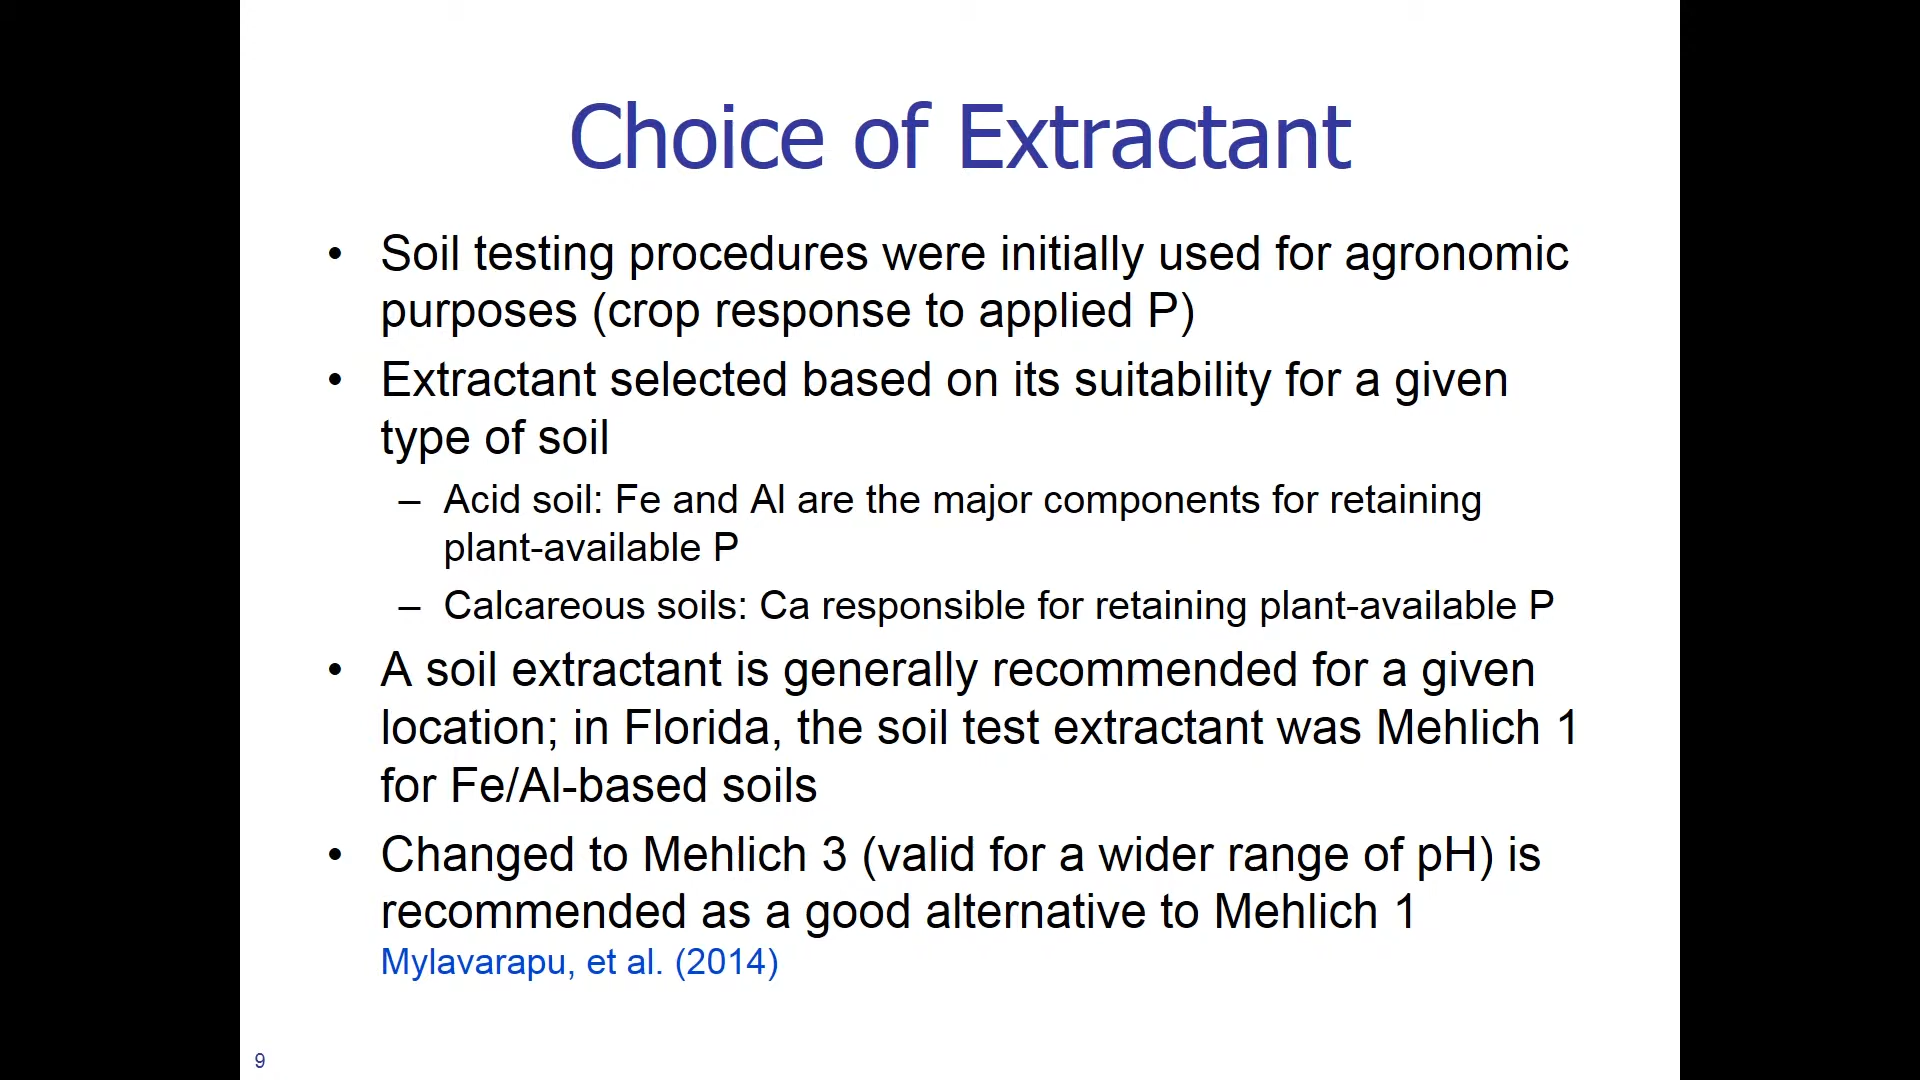 Choice of Extractant
• Soil testing procedures were initially used for agronomic
purposes (crop response to applied P)
• Extractant selected based on its suitability for a given
type of soil
– Acid soil: Fe and Al are the major components for retaining
plant-available P
– Calcareous soils: Ca responsible for retaining plant-available P
• A soil extractant is generally recommended for a given
location; in Florida, the soil test extractant was Mehlich 1
for Fe/Al-based soils
• Changed to Mehlich 3 (valid for a wider range of pH) is
recommended as a good alternative to Mehlich 1
Mylavarapu, et al. (2014)
9